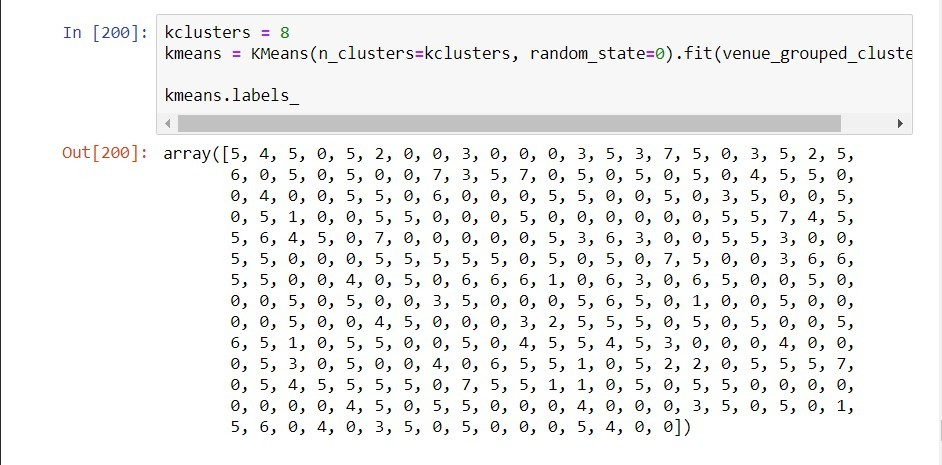 In [200]: kclusters = 8
kmeans = KMeans(n_clusters=kclusters, random_state=0).fit(venue_grouped_cluste
kmeans.labels_
Out[200]: array([5, 4, 5, 0, 5, 2, 0, 0, 3, 0, 0, 0, 3, 5, 3, 7, 5, 0, 3, 5, 2, 5,
6, 0, 5, 0, 5, 0, 0, 7, 3, 5, 7, 0, 5, 0, 5, 0, 5, 0, 4, 5, 5, 0,
0, 4, 0, 0, 5, 5, 0, 6, 0, 0, 0, 5, 5, 0, 0, 5, 0, 3, 5, 0, 0, 5,
0, 5, 1, 0, 0, 5, 5, 0, 0, 0, 5, 0, 0, 0, 0, 0, 0, 5, 5, 7, 4, 5,
5, 6, 4, 5, 0, 7, 0, 0, 0, 0, 0, 5, 3, 6, 3, 0, 0, 5, 5, 3, 0, 0,
5, 5, 0, 0, 0, 5, 5, 5, 5, 5, 0, 5, 0, 5, 0, 7, 5, 0, 0, 3, 6, 6,
5, 5, 0, 0, 4, 0, 5, 0, 6, 6, 6, 1, 0, 6, 3, 0, 6, 5, 0, 0, 5, 0,
0, 0, 5, 0, 5, 0, 0, 3, 5, 0, 0, 0, 5, 6, 5, 0, 1, 0, 0, 5, 0, 0,
0, 0, 5, 0, 0, 4, 5, 0, 0, 0, 3, 2, 5, 5, 5, 0, 5, 0, 5, 0, 0, 5,
6, 5, 1, 0, 5, 5, 0, 0, 5, 0, 4, 5, 5, 4, 5, 3, 0, 0, 0, 4, 0, 0,
0, 5, 3, 0, 5, 0, 0, 4, 0, 6, 5, 5, 1, 0, 5, 2, 2, 0, 5, 5, 5, 7,
0, 5, 4, 5, 5, 5, 5, 0, 7, 5, 5, 1, 1, 0, 5, 0, 5, 5, 0, 0, 0, 0,
0, 0, 0, 0, 4, 5, 0, 5, 5, 0, 0, 0, 4, 0, 0, 0, 3, 5, 0, 5, 0, 1,
5, 6, 0, 4, 0, 3, 5, 0, 5, 0, 0, 0, 5, 4, 0, 0])